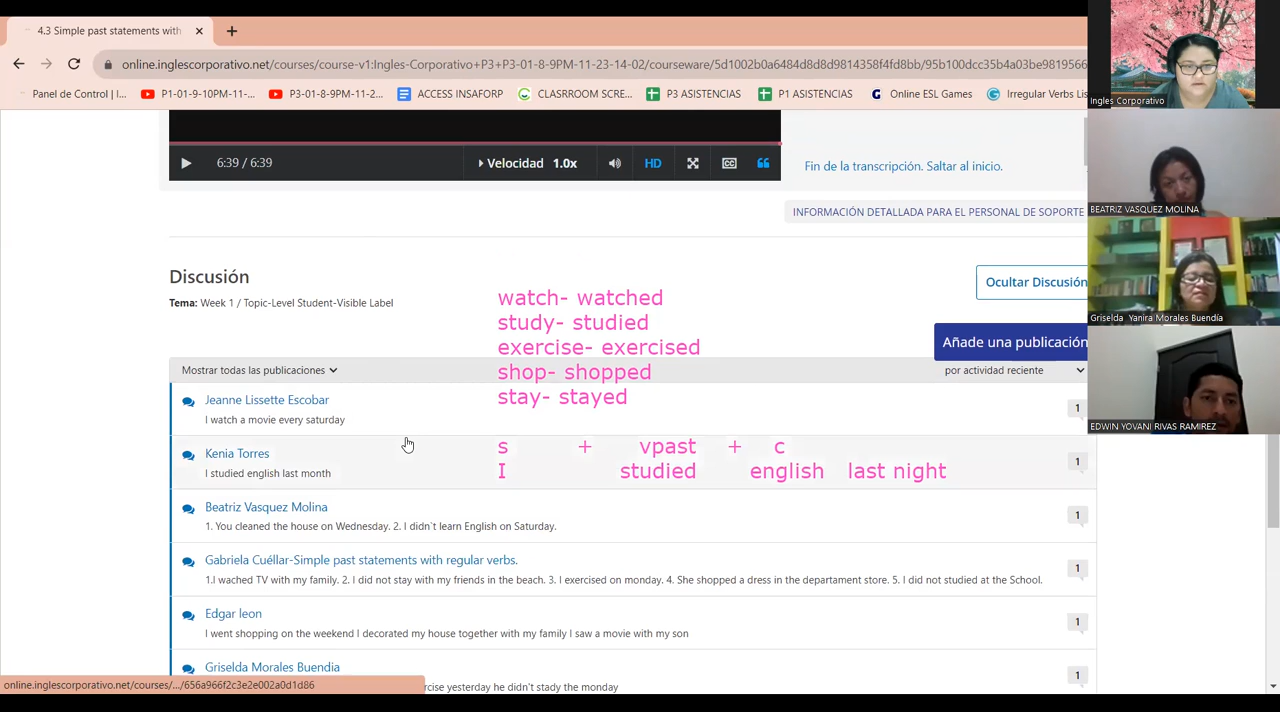 4.3 Simple past statements with
online.inglescorporativo.net/courses/course-v1:Ingles-Corporativo+P3+P3-01-8-9PM-11-23-14-02/courseware/5d1002b0a6484d8d8d9814358f4fd8bb/95b100dcc35b4a03be9819566
Panel de Control | I...
P1-01-9-10PM-11-...
P3-01-8-9PM-11-2...
ACCESO INSAFORP
CLASRROOM SCRE...
P3 ASISTENCIAS
P1 ASISTENCIAS
Online ESL Games
Irregular Verbs Lis
Ingles Corporativo
6:39 / 6:39
Velocidad 1.0x
HD
CC
Fin de la transcripción. Saltar al inicio.
BEATRIZ VASQUEZ MOLINA
INFORMACIÓN DETALLADA PARA EL PERSONAL DE SOPORTE
Discusión
Ocultar Discusión
Tema: Week 1 / Topic-Level Student-Visible Label
watch- watched
study- studied
exercise- exercised
shop- shopped
stay- stayed
Griselda Yanira Morales Buendía
Añade una publicación
Mostrar todas las publicaciones
por actividad reciente
Jeanne Lissette Escobar
I watch a movie every saturday
1
EDWIN YOVANI RIVAS RAMIREZ
s + vpast + c
I studied english last night
Kenia Torres
I studied english last month
1
Beatriz Vasquez Molina
1. You cleaned the house on Wednesday. 2. I didn`t learn English on Saturday.
1
Gabriela Cuéllar-Simple past statements with regular verbs.
1.I wached TV with my family. 2. I did not stay with my friends in the beach. 3. I exercised on monday. 4. She shopped a dress in the departament store. 5. I did not studied at the School.
1
Edgar leon
I went shopping on the weekend I decorated my house together with my family I saw a movie with my son
1
Griselda Morales Buendia
rcise yesterday he didn't stady the monday
1
online.inglescorporativo.net/courses/.../656a966f2c3e2e002a0d1d86